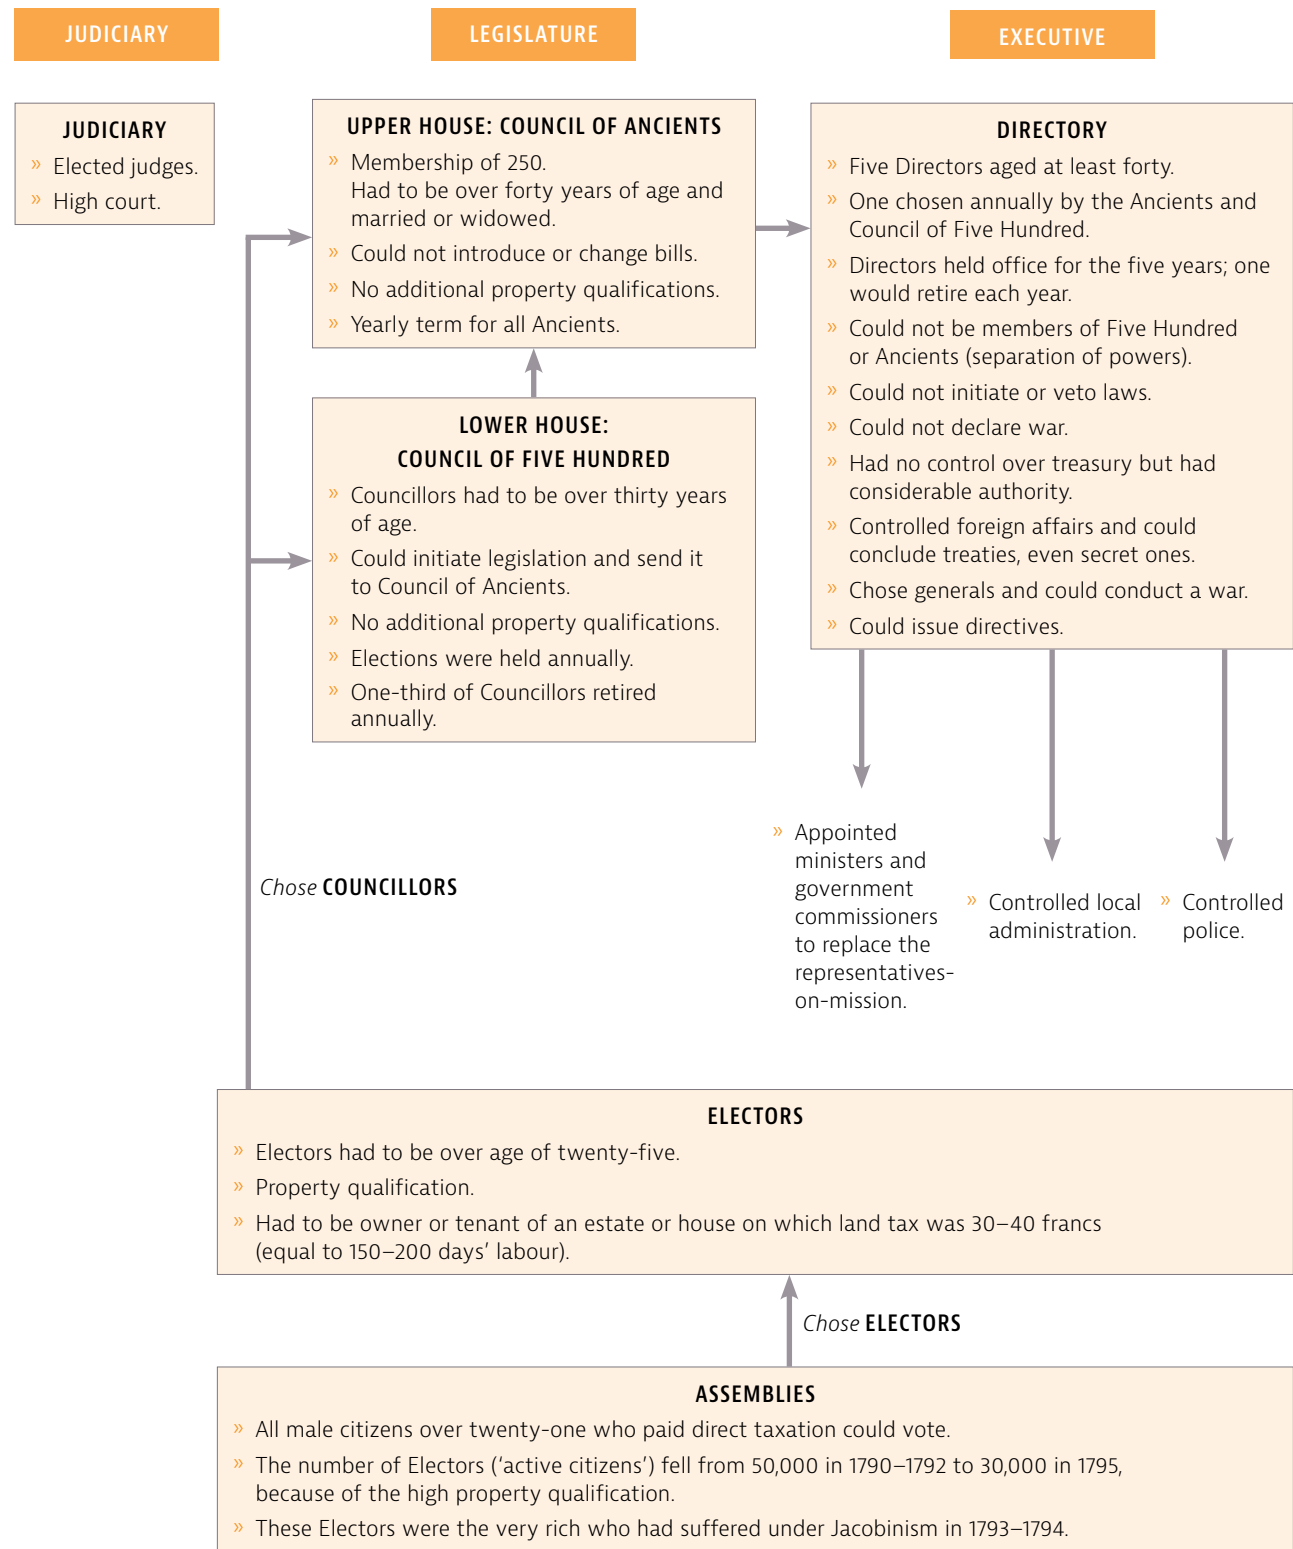 JUDICIARY
LEGISLATURE
EXECUTIVE
JUDICIARY
» Elected judges.
» High court.
UPPER HOUSE: COUNCIL OF ANCIENTS
» Membership of 250.
Had to be over forty years of age and
married or widowed.
» Could not introduce or change bills.
» No additional property qualifications.
» Yearly term for all Ancients.
LOWER HOUSE:
COUNCIL OF FIVE HUNDRED
» Councillors had to be over thirty years
of age.
» Could initiate legislation and send it
to Council of Ancients.
» No additional property qualifications.
» Elections were held annually.
» One-third of Councillors retired
annually.
DIRECTORY
» Five Directors aged at least forty.
» One chosen annually by the Ancients and
Council of Five Hundred.
» Directors held office for the five years; one
would retire each year.
» Could not be members of Five Hundred
or Ancients (separation of powers).
» Could not initiate or veto laws.
» Could not declare war.
» Had no control over treasury but had
considerable authority.
» Controlled foreign affairs and could
conclude treaties, even secret ones.
» Chose generals and could conduct a war.
» Could issue directives.
» Appointed
ministers and
government
commissioners
to replace the
representatives-
on-mission.
» Controlled local
administration.
» Controlled
police.
Chose COUNCILLORS
ELECTORS
» Electors had to be over age of twenty-five.
» Property qualification.
» Had to be owner or tenant of an estate or house on which land tax was 30–40 francs
(equal to 150–200 days’ labour).
Chose ELECTORS
ASSEMBLIES
» All male citizens over twenty-one who paid direct taxation could vote.
» The number of Electors (‘active citizens’) fell from 50,000 in 1790–1792 to 30,000 in 1795,
because of the high property qualification.
» These Electors were the very rich who had suffered under Jacobinism in 1793–1794.